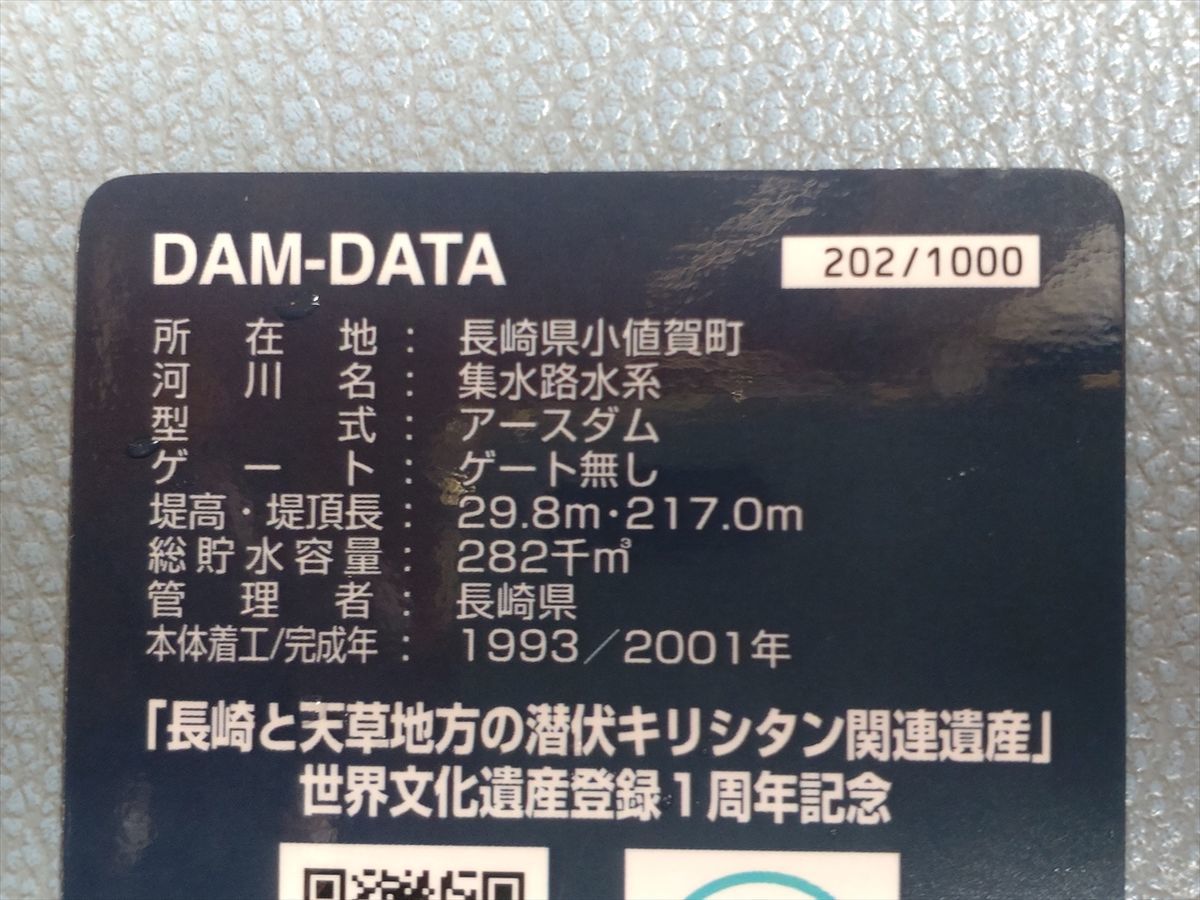 DAM-DATA 202/1000
所在地：長崎県小値賀町
河川名：集水路水系
型式：アースダム
ゲート：ゲート無し
堤高・堤頂長：29.8m・217.0m
総貯水容量：282千㎥
管理者：長崎県
本体着工/完成年：1993／2001年
「長崎と天草地方の潜伏キリシタン関連遺産」
世界文化遺産登録1周年記念